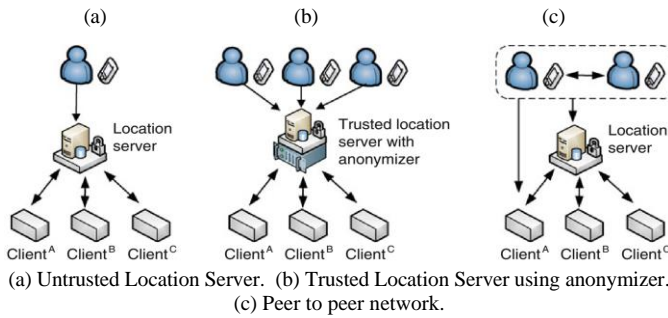 (a) (b) (c)
Location
server
Trusted location
server with
anonymizer
Location
server
Client A Client B Client C
Client A Client B Client C
Client A Client B Client C
(a) Untrusted Location Server. (b) Trusted Location Server using anonymizer.
(c) Peer to peer network.